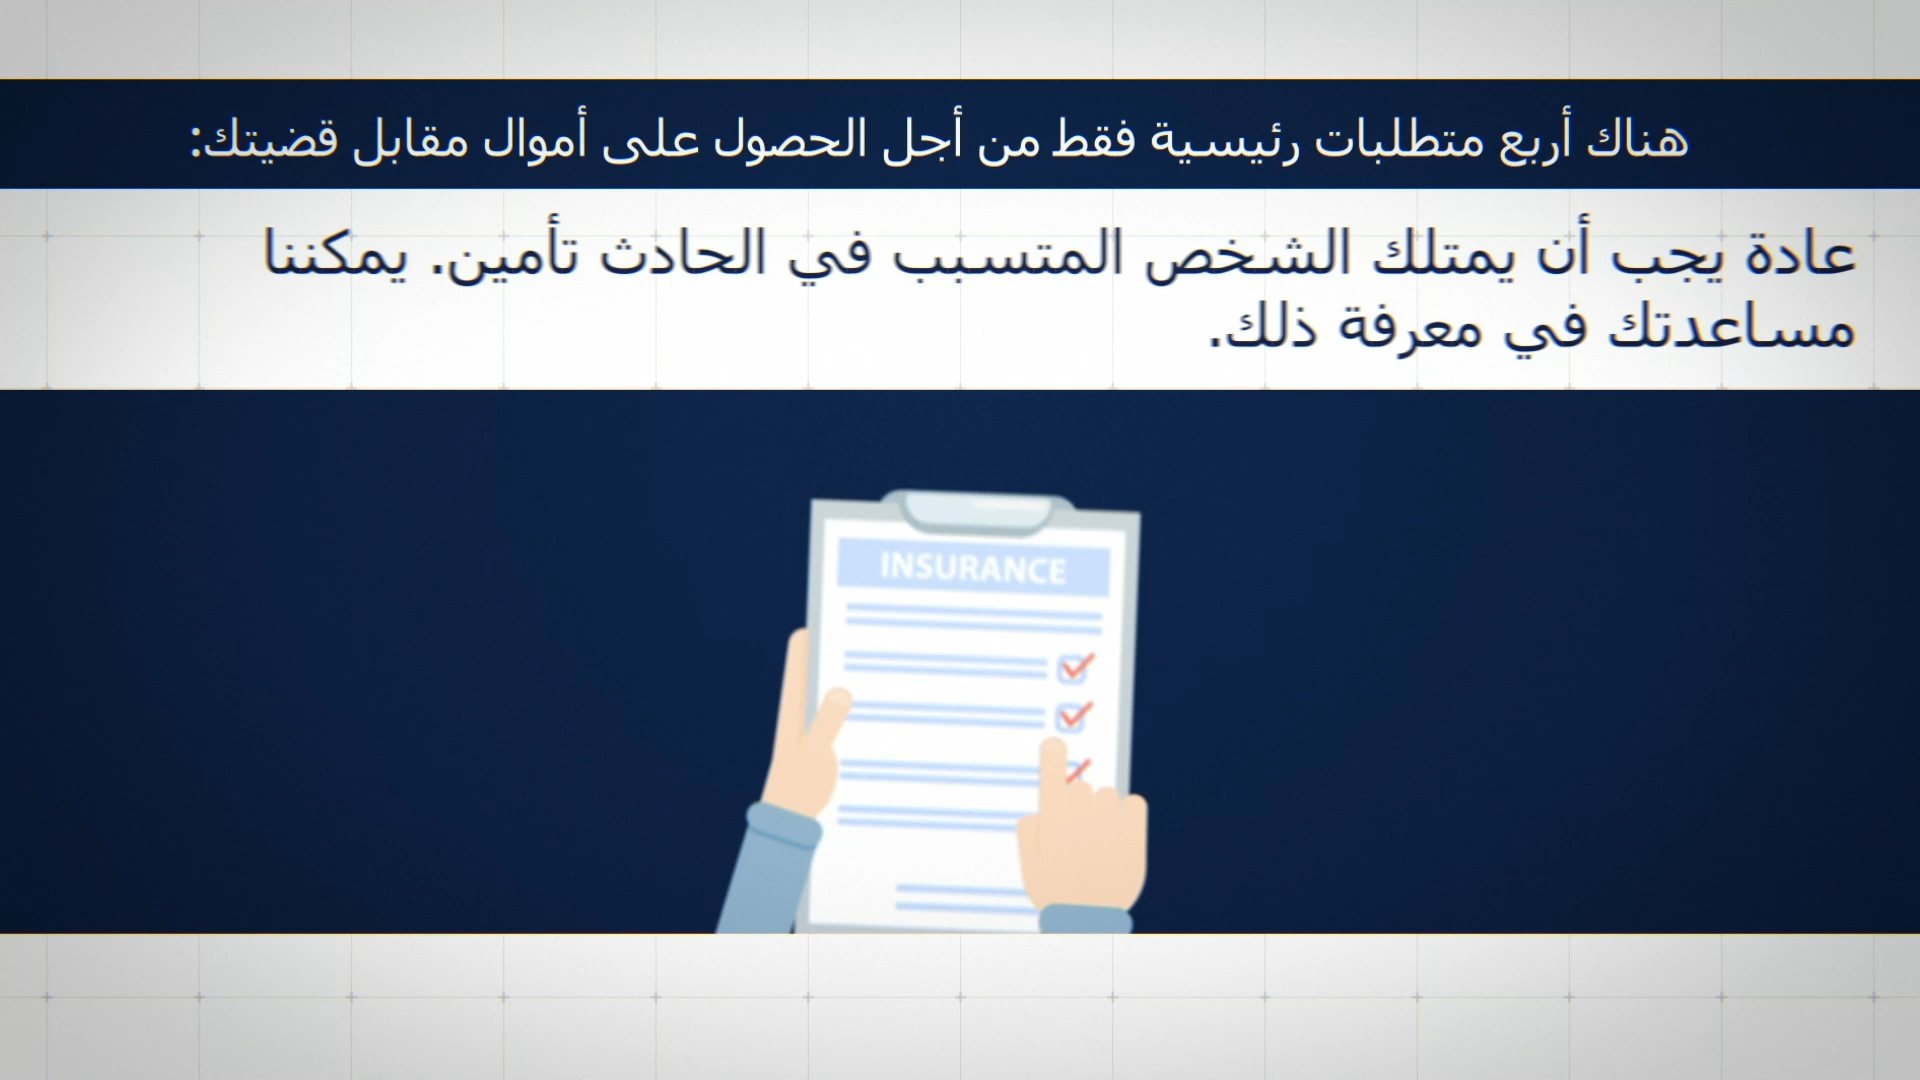 هناك أربع متطلبات رئيسية فقط من أجل الحصول على أموال مقابل قضيتك:
عادة يجب أن يمتلك الشخص المتسبب في الحادث تأمين. يمكننا
مساعدتك في معرفة ذلك.
INSURANCE